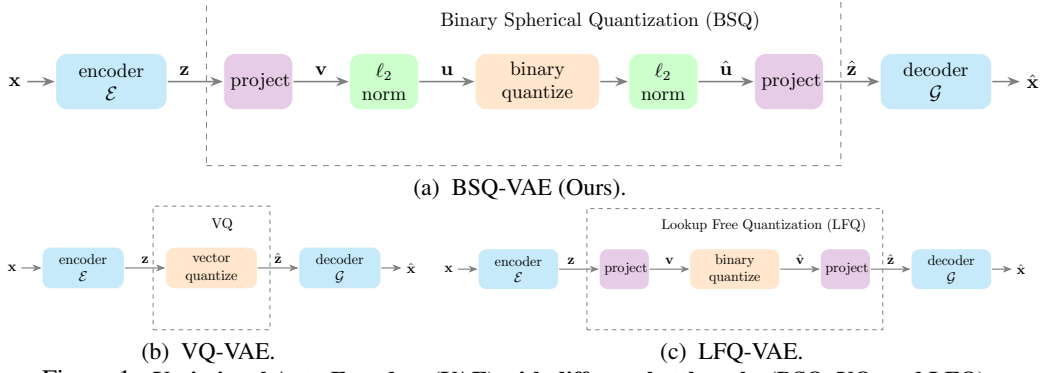 Binary Spherical Quantization (BSQ)
x encoder ℰ z project v ℓ2 norm u binary quantize ℓ2 norm û project ẑ decoder 𝒢 x̂
(a) BSQ-VAE (Ours).
VQ
x encoder ℰ z vector quantize ẑ decoder 𝒢 x̂
(b) VQ-VAE.
Lookup Free Quantization (LFQ)
x encoder ℰ z project v binary quantize v̂ project ẑ decoder 𝒢 x̂
(c) LFQ-VAE.